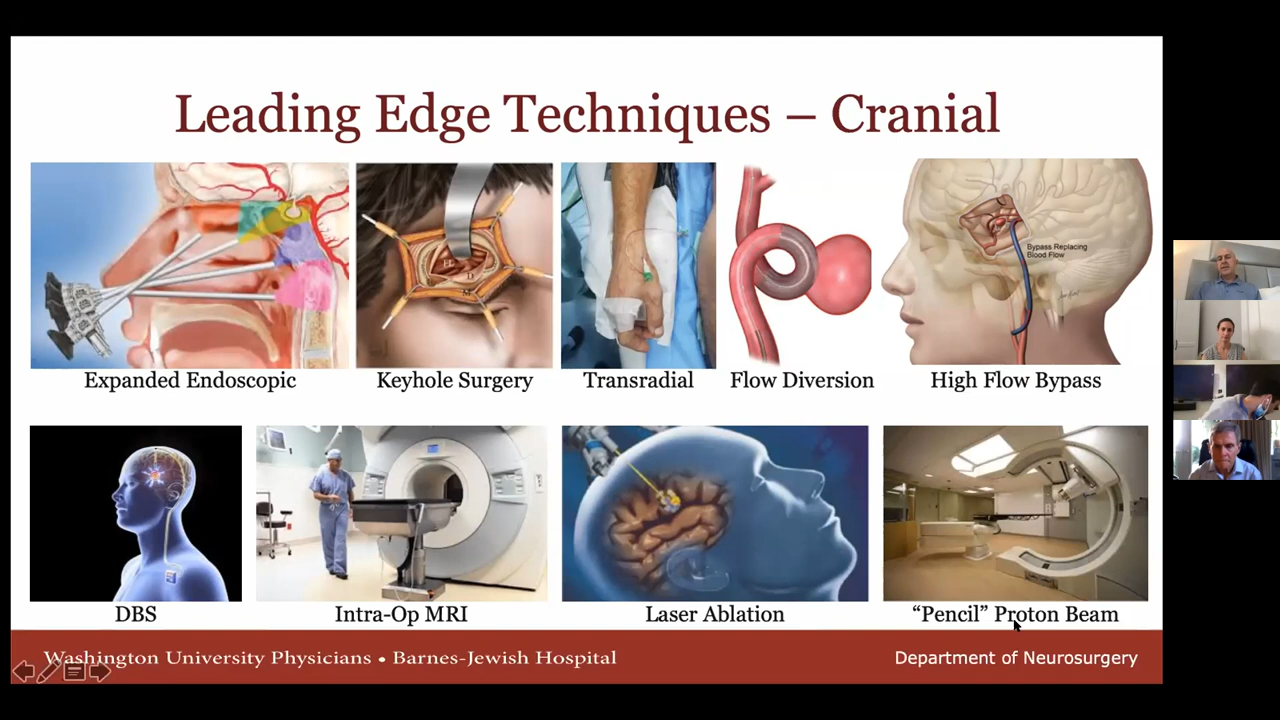 Leading Edge Techniques – Cranial
Bypass Replacing
Blood Flow
Expanded Endoscopic
Keyhole Surgery
Transradial
Flow Diversion
High Flow Bypass
DBS
Intra-Op MRI
Laser Ablation
“Pencil” Proton Beam
Washington University Physicians • Barnes-Jewish Hospital
Department of Neurosurgery